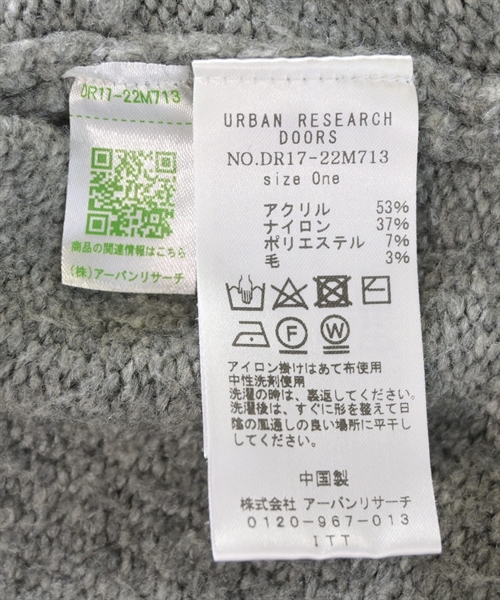 DR17-22M713
商品の関連情報はこちら
(株)アーバンリサーチ
URBAN RESEARCH
DOORS
NO.DR17-22M713
size One
アクリル 53%
ナイロン 37%
ポリエステル 7%
毛 3%
F W
アイロン掛けはあて布使用
中性洗剤使用
洗濯の時は、裏返してください。
洗濯後は、すぐに形を整えて日
陰の風通しの良い場所に平干し
してください。
中国製
株式会社 アーバンリサーチ
0120-967-013
ITT